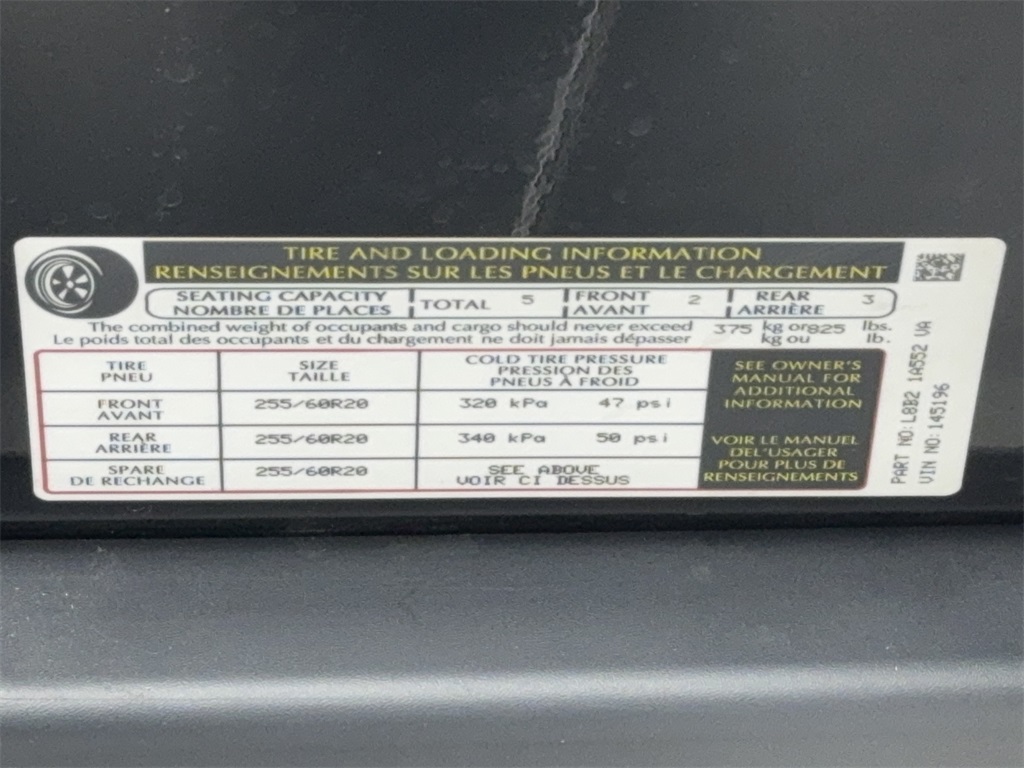 TIRE AND LOADING INFORMATION
RENSEIGNEMENTS SUR LES PNEUS ET LE CHARGEMENT
SEATING CAPACITY TOTAL 5 FRONT 2 REAR 3
NOMBRE DE PLACES AVANT ARRIÈRE
The combined weight of occupants and cargo should never exceed 375 kg or 825 lbs.
Le poids total des occupants et du chargement ne doit jamais dépasser kg ou lb.
TIRE SIZE COLD TIRE PRESSURE
PNEU TAILLE PRESSION DES
PNEUS À FROID
FRONT 255/60R20 320 kPa 47 psi
AVANT
REAR 255/60R20 340 kPa 50 psi
ARRIÈRE
SPARE 255/60R20 SEE ABOVE
DE RECHANGE VOIR CI DESSUS
SEE OWNER'S
MANUAL FOR
ADDITIONAL
INFORMATION
VOIR LE MANUEL
DEL'USAGER
POUR PLUS DE
RENSEIGNEMENTS
PART NO:L8B2 1A552 VA
VIN NO:145196